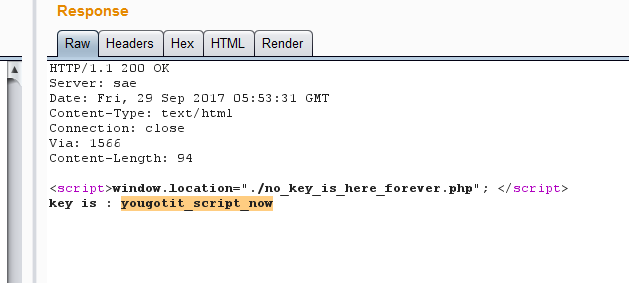 Response
Raw Headers Hex HTML Render
HTTP/1.1 200 OK
Server: sae
Date: Fri, 29 Sep 2017 05:53:31 GMT
Content-Type: text/html
Connection: close
Via: 1566
Content-Length: 94
<script>window.location="./no_key_is_here_forever.php"; </script>
key is : yougotit_script_now